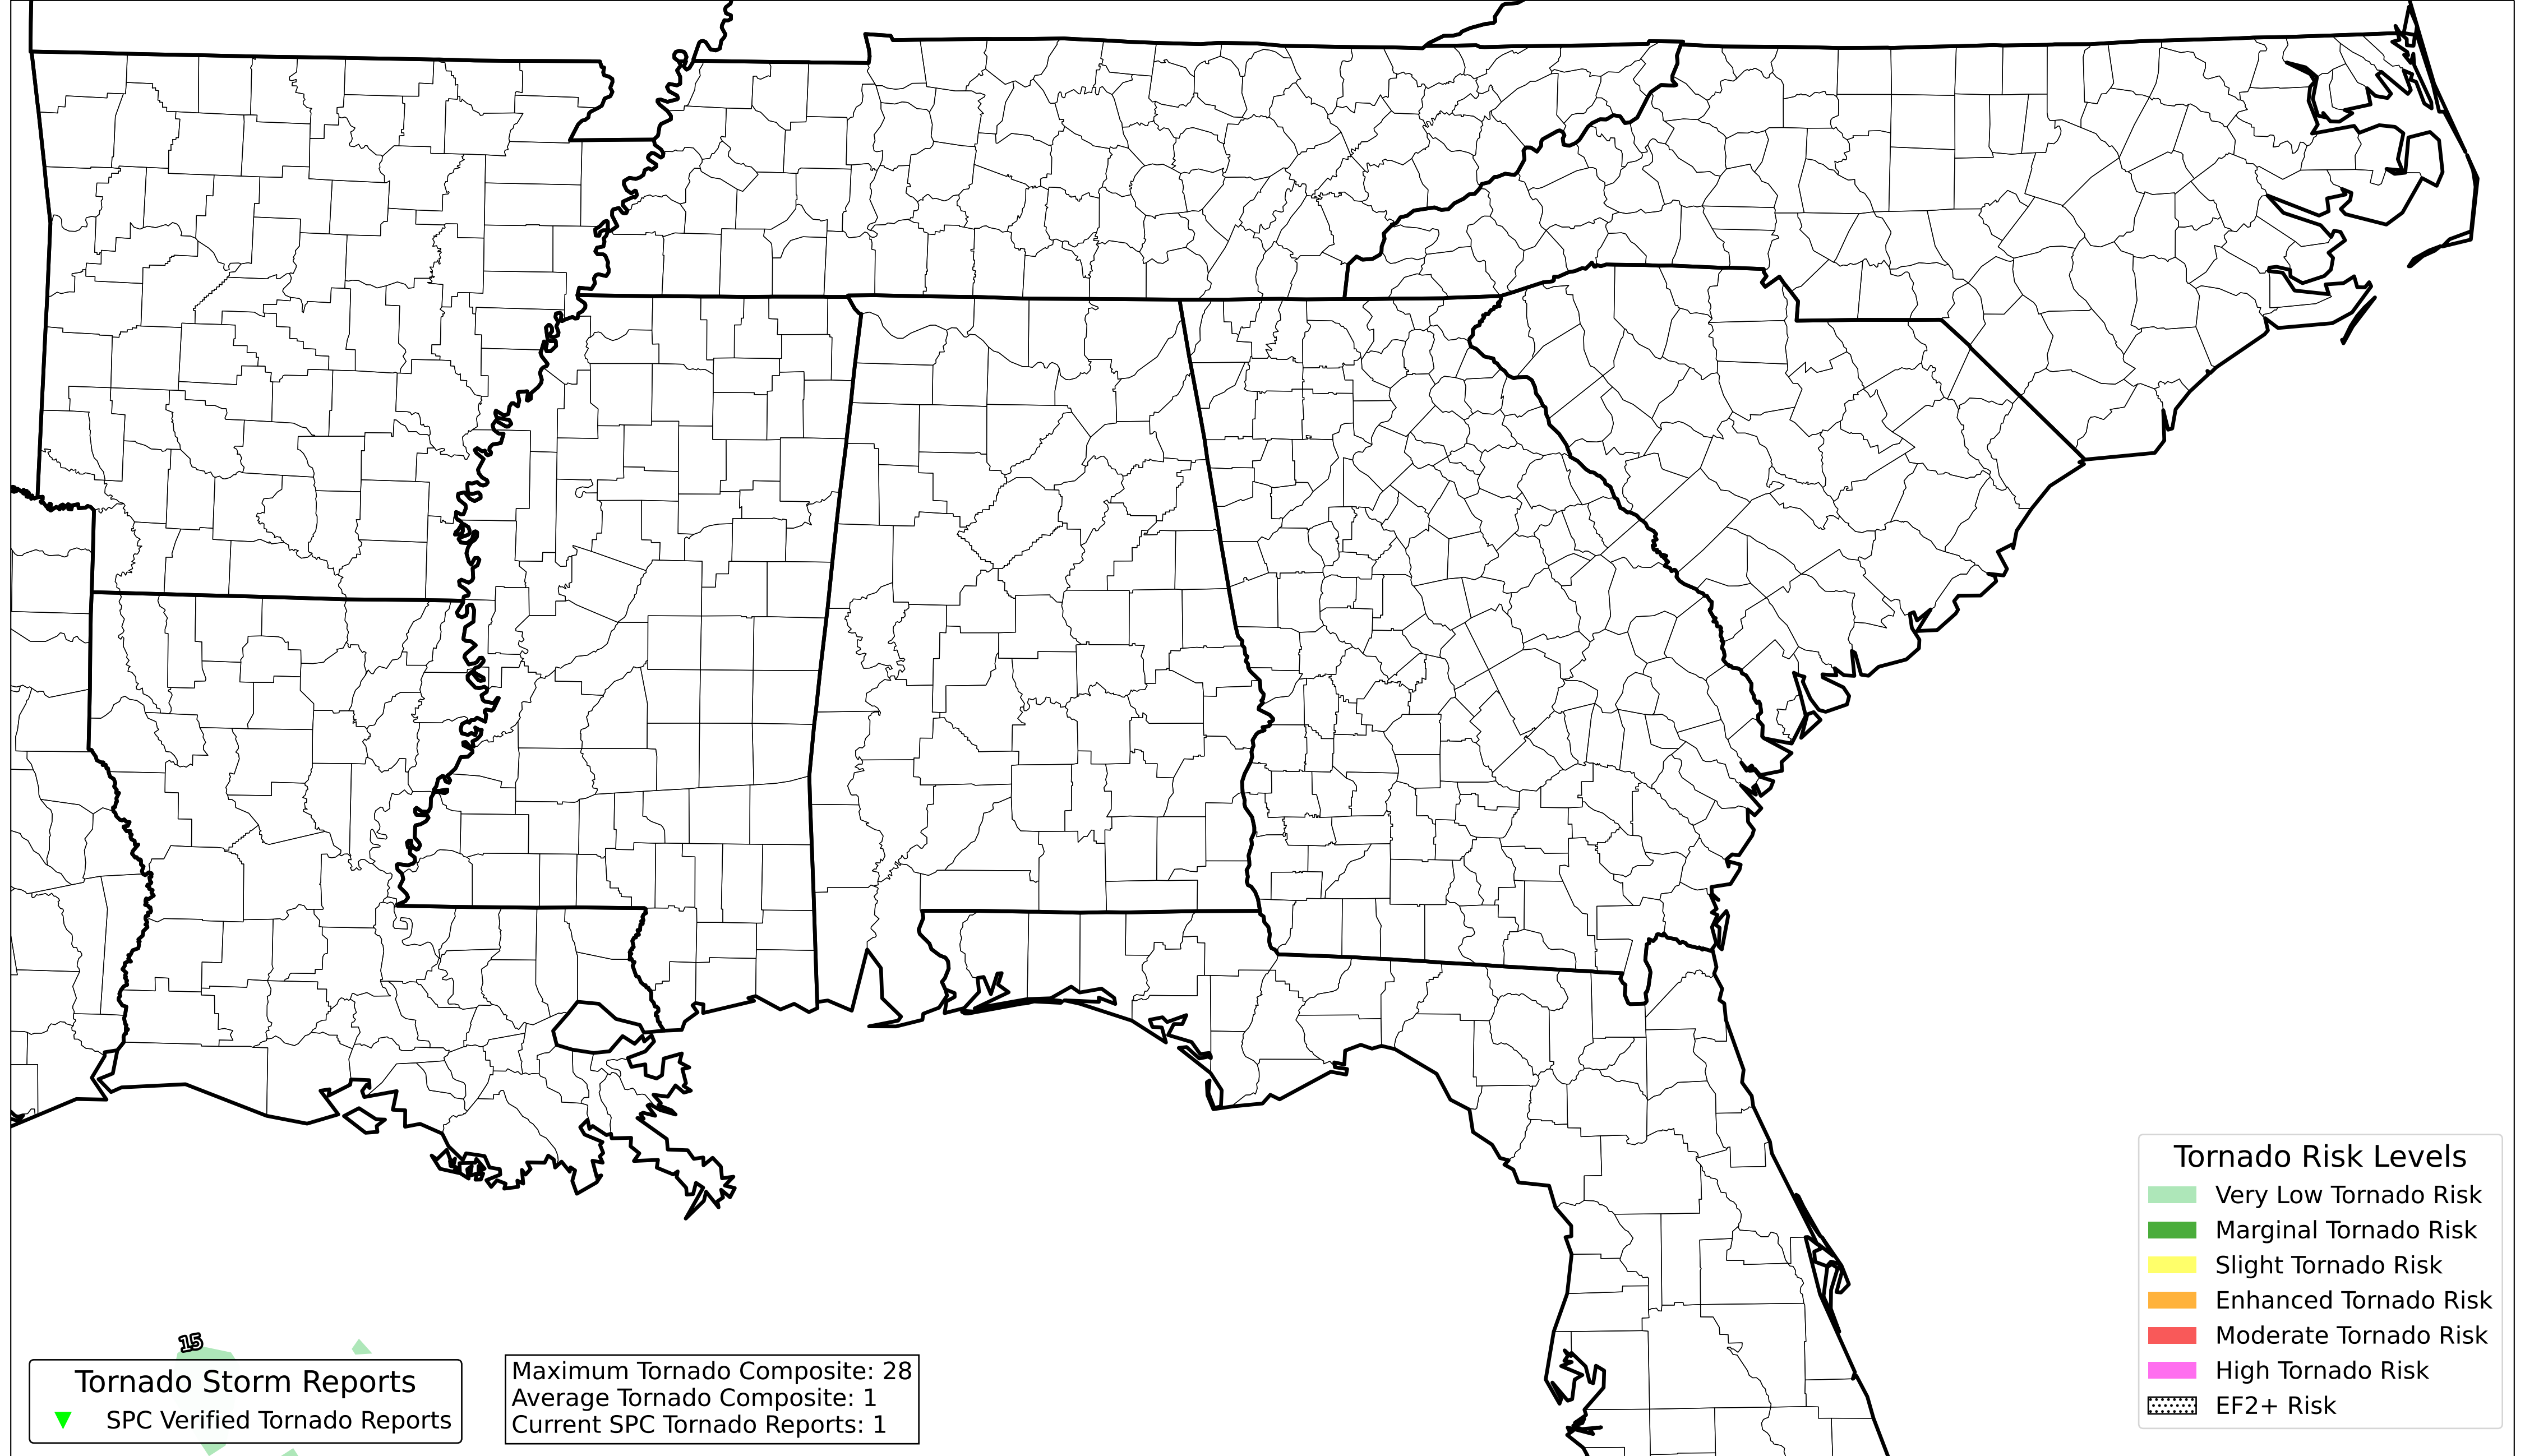 15
Tornado Storm Reports
SPC Verified Tornado Reports
Maximum Tornado Composite: 28
Average Tornado Composite: 1
Current SPC Tornado Reports: 1
Tornado Risk Levels
Very Low Tornado Risk
Marginal Tornado Risk
Slight Tornado Risk
Enhanced Tornado Risk
Moderate Tornado Risk
High Tornado Risk
EF2+ Risk